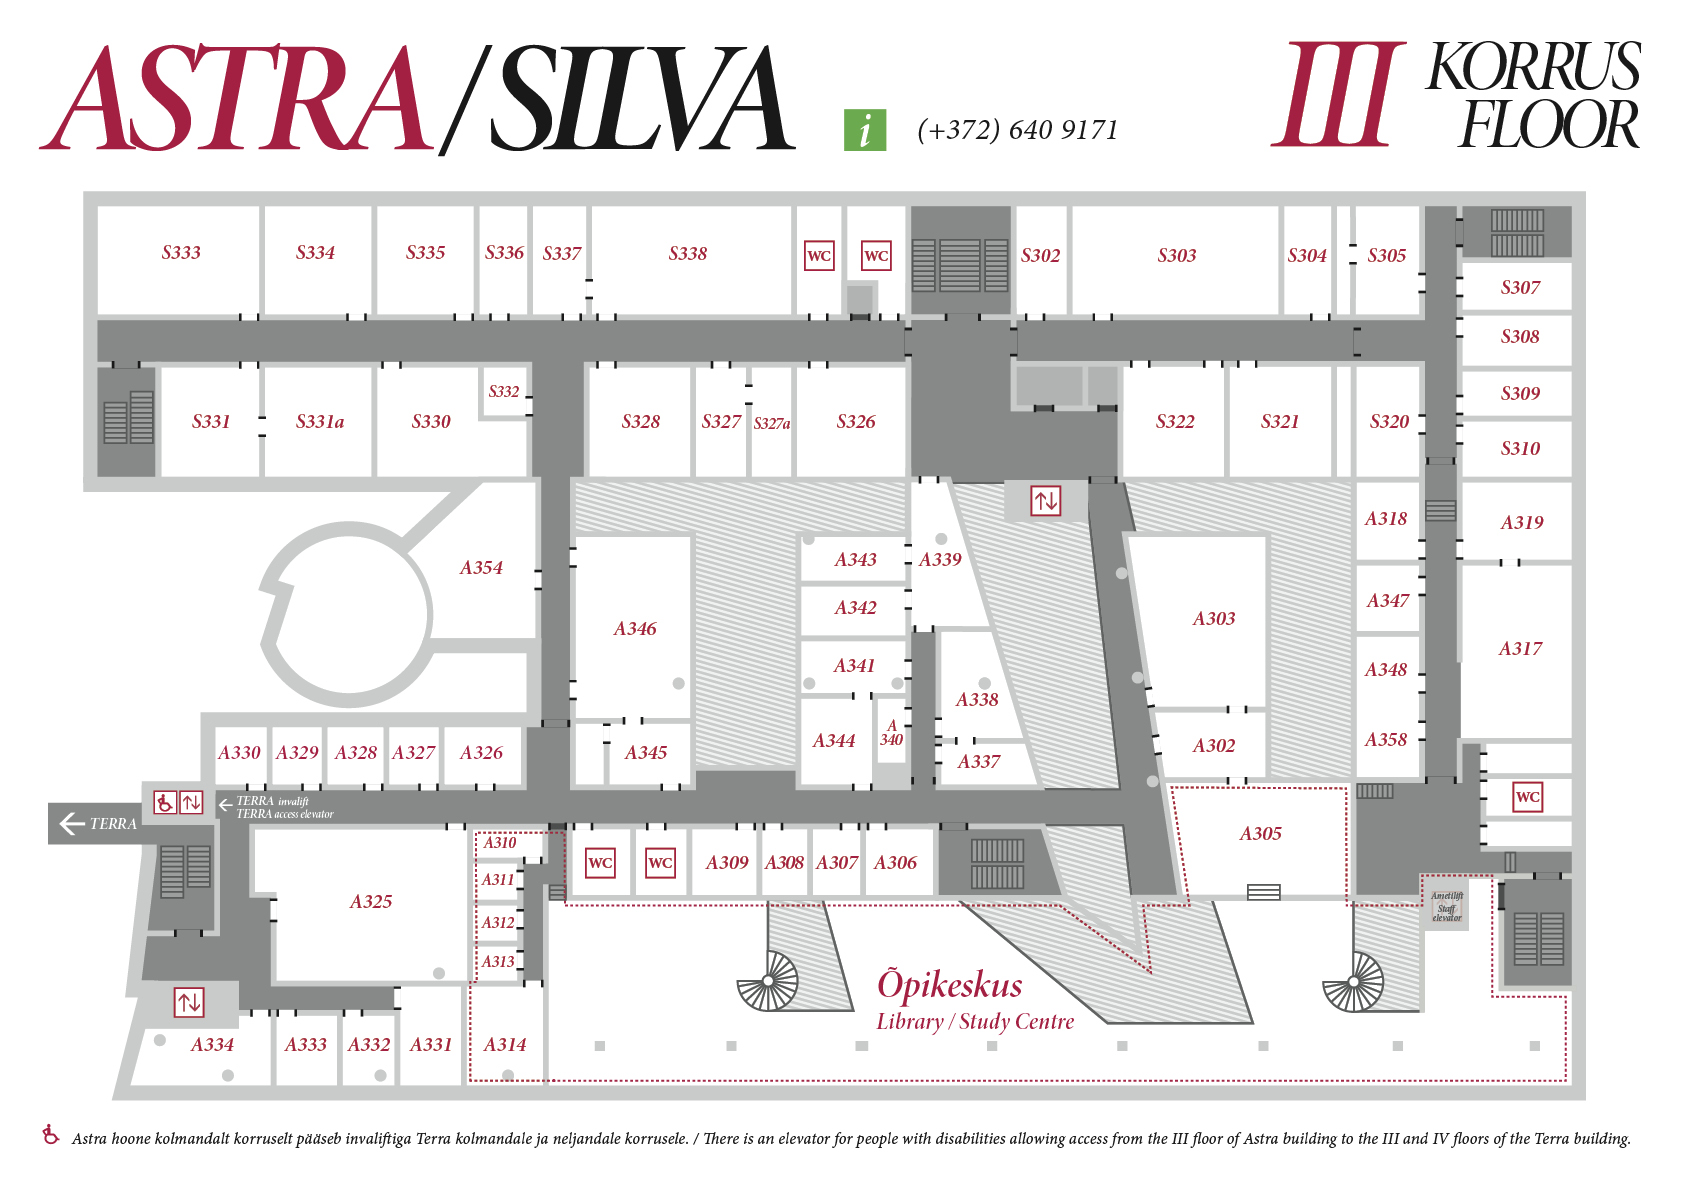 ASTRA/SILVA
i (+372) 640 9171
III KORRUS
FLOOR
S333 S334 S335 S336 S337 S338 WC WC S302 S303 S304 S305
S307
S308
S309
S310
S331 S331a S330 S332 S328 S327 S327a S326 S322 S321 S320
A354 A346 A343 A339 A303 A318 A319
A342 A347
A341 A348 A317
A338
A344 A
340
A345 A337 A302 A358
A330 A329 A328 A327 A326
TERRA invalift
TERRA access elevator
TERRA
WC
A325 A310
A311
A312
A313
WC WC A309 A308 A307 A306 A305
Ametilift
Staff
elevator
Õpikeskus
Library / Study Centre
A334 A333 A332 A331 A314
Astra hoone kolmandalt korruselt pääseb invaliftiga Terra kolmandale ja neljandale korrusele. / There is an elevator for people with disabilities allowing access from the III floor of Astra building to the III and IV floors of the Terra building.